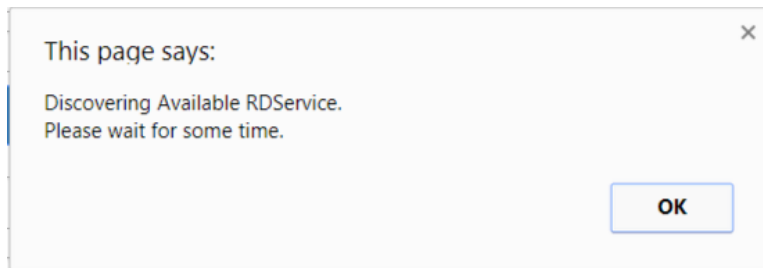 This page says:
Discovering Available RDService.
Please wait for some time.
OK